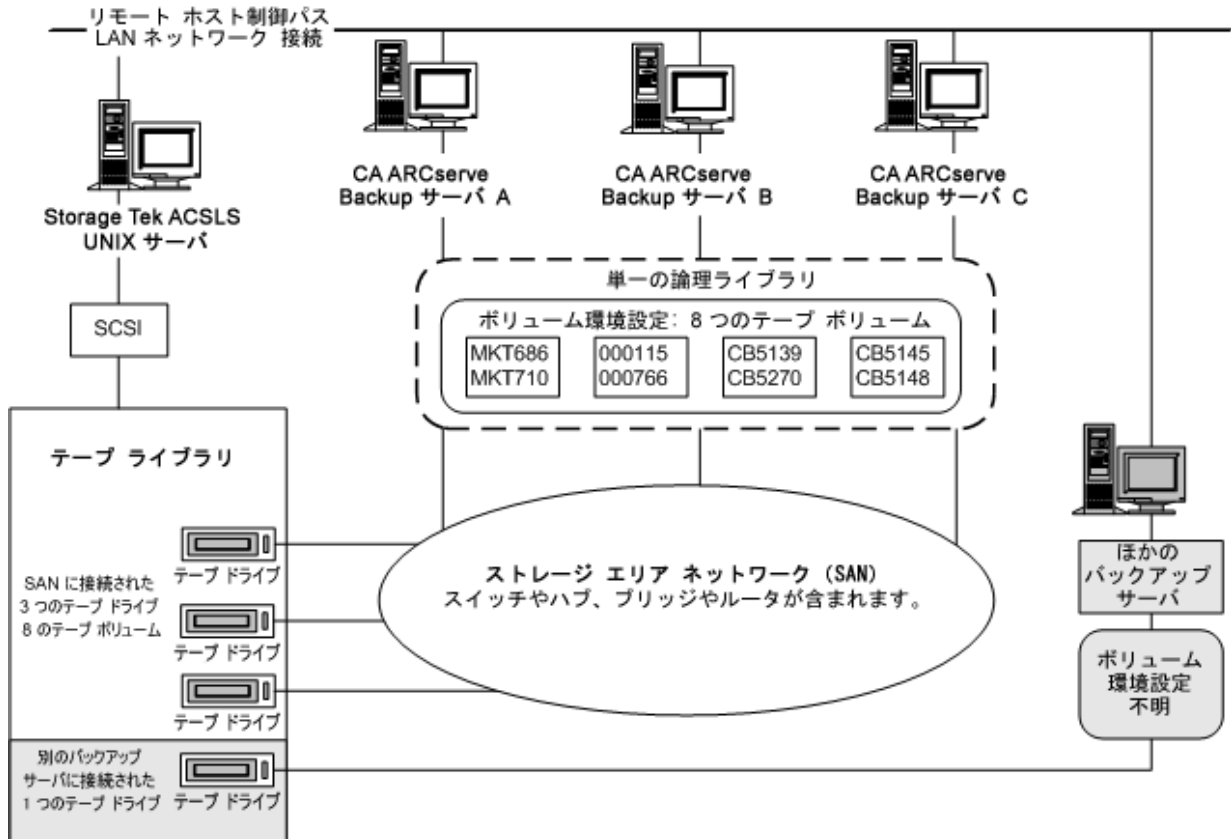 リモート ホスト制御パス
LAN ネットワーク 接続
Storage Tek ACSLS
UNIX サーバ
CA ARCserve
Backup サーバ A
CA ARCserve
Backup サーバ B
CA ARCserve
Backup サーバ C
SCSI
単一の論理ライブラリ
ボリューム環境設定: 8 つのテープ ボリューム
MKT686
MKT710
000115
000766
CB5139
CB5270
CB5145
CB5148
テープ ライブラリ
SAN に接続された
3 つのテープ ドライブ
8 のテープ ボリューム
テープ ドライブ
テープ ドライブ
テープ ドライブ
別のバックアップ
サーバに接続された
1 つのテープ ドライブ
テープ ドライブ
ストレージ エリア ネットワーク (SAN)
スイッチやハブ、ブリッジやルータが含まれます。
ほかの
バックアップ
サーバ
ボリューム
環境設定
不明